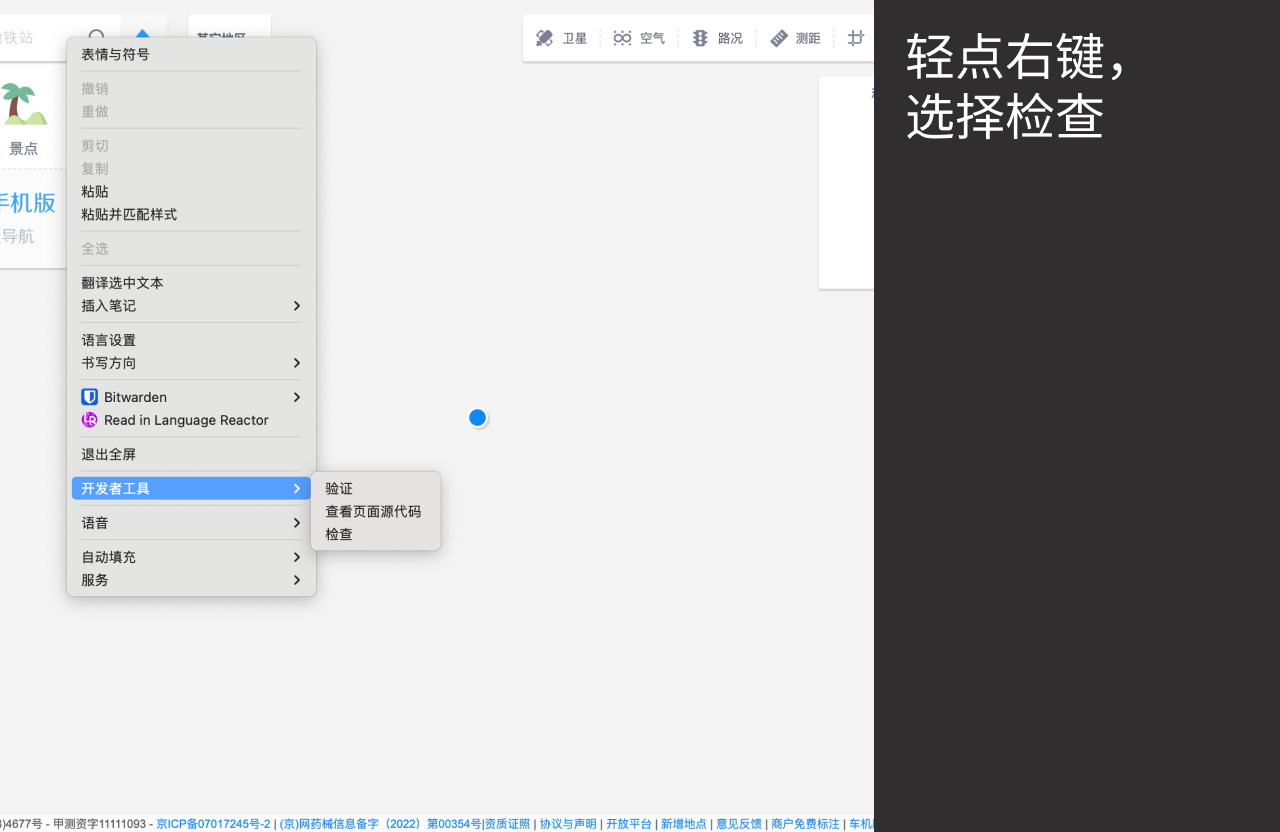 铁站
其它地区
卫星
空气
路况
测距
景点
手机版
导航
表情与符号
撤销
重做
剪切
复制
粘贴
粘贴并匹配样式
全选
翻译选中文本
插入笔记
语言设置
书写方向
Bitwarden
Read in Language Reactor
退出全屏
开发者工具
语音
自动填充
服务
验证
查看页面源代码
检查
轻点右键，
选择检查
)4677号 - 甲测资字11111093 - 京ICP备07017245号-2 | (京)网药械信息备字（2022）第00354号|资质证照 | 协议与声明 | 开放平台 | 新增地点 | 意见反馈 | 商户免费标注 | 车机